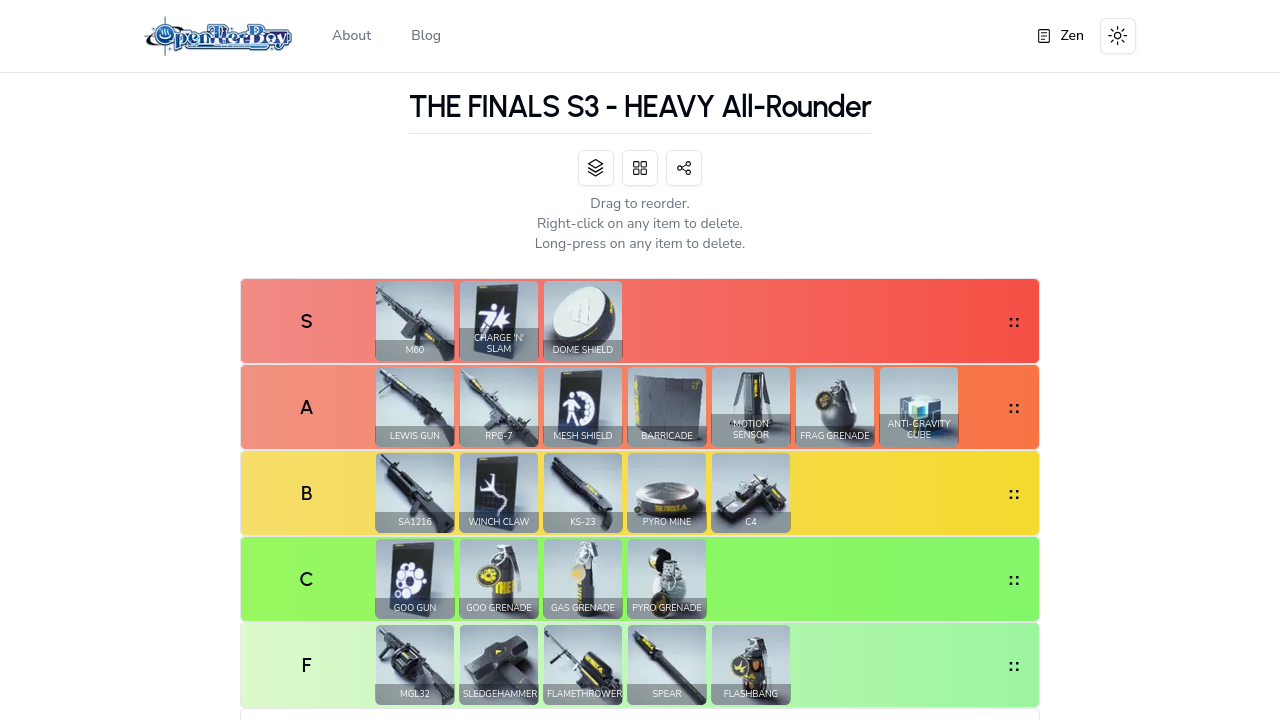 OpenTierBoy
About
Blog
Zen
THE FINALS S3 - HEAVY All-Rounder
Drag to reorder.
Right-click on any item to delete.
Long-press on any item to delete.
S
M60
CHARGE 'N'
SLAM
DOME SHIELD
::
A
LEWIS GUN
RPG-7
MESH SHIELD
BARRICADE
MOTION
SENSOR
FRAG GRENADE
ANTI-GRAVITY
CUBE
::
B
SA1216
WINCH CLAW
KS-23
PYRO MINE
C4
::
C
GOO GUN
GOO GRENADE
GAS GRENADE
PYRO GRENADE
::
F
MGL32
SLEDGEHAMMER
FLAMETHROWER
SPEAR
FLASHBANG
::